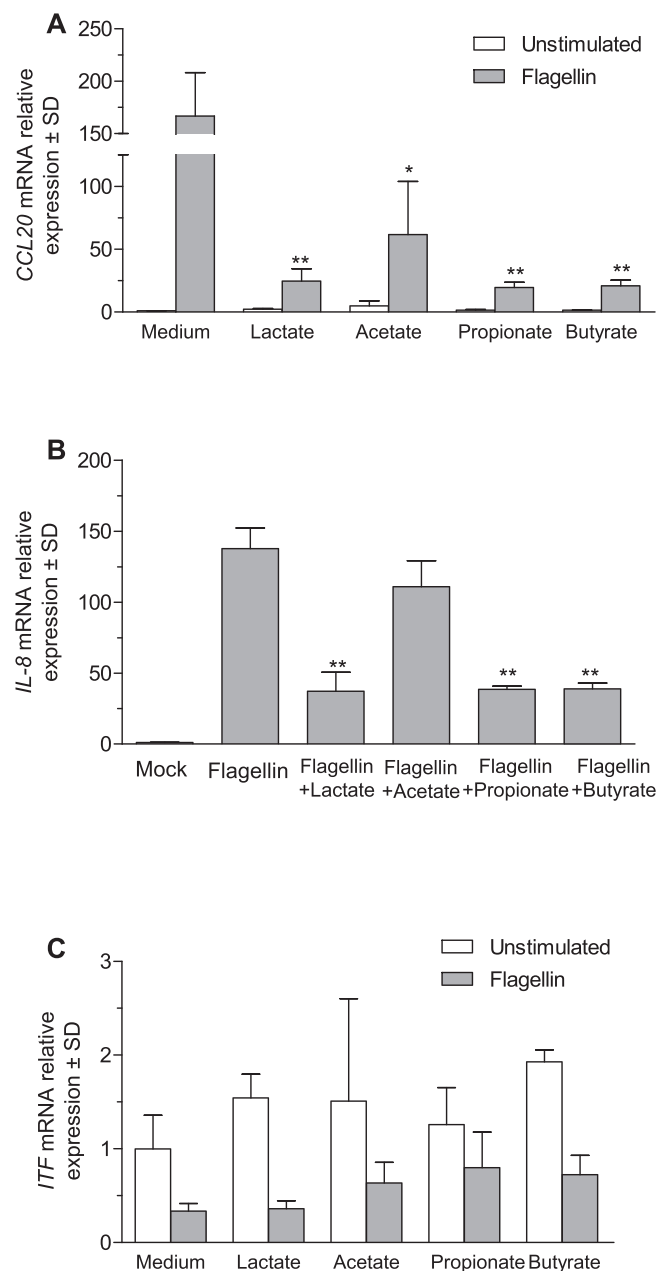 A
250
200
150
100
50
0
CCL20 mRNA relative
expression ± SD
Unstimulated
Flagellin
**
*
**
**
Medium Lactate Acetate Propionate Butyrate
B
200
150
100
50
0
IL-8 mRNA relative
expression ± SD
**
**
**
Mock Flagellin Flagellin +Lactate Flagellin +Acetate Flagellin +Propionate Flagellin +Butyrate
C
3
2
1
0
ITF mRNA relative
expression ± SD
Unstimulated
Flagellin
Medium Lactate Acetate Propionate Butyrate